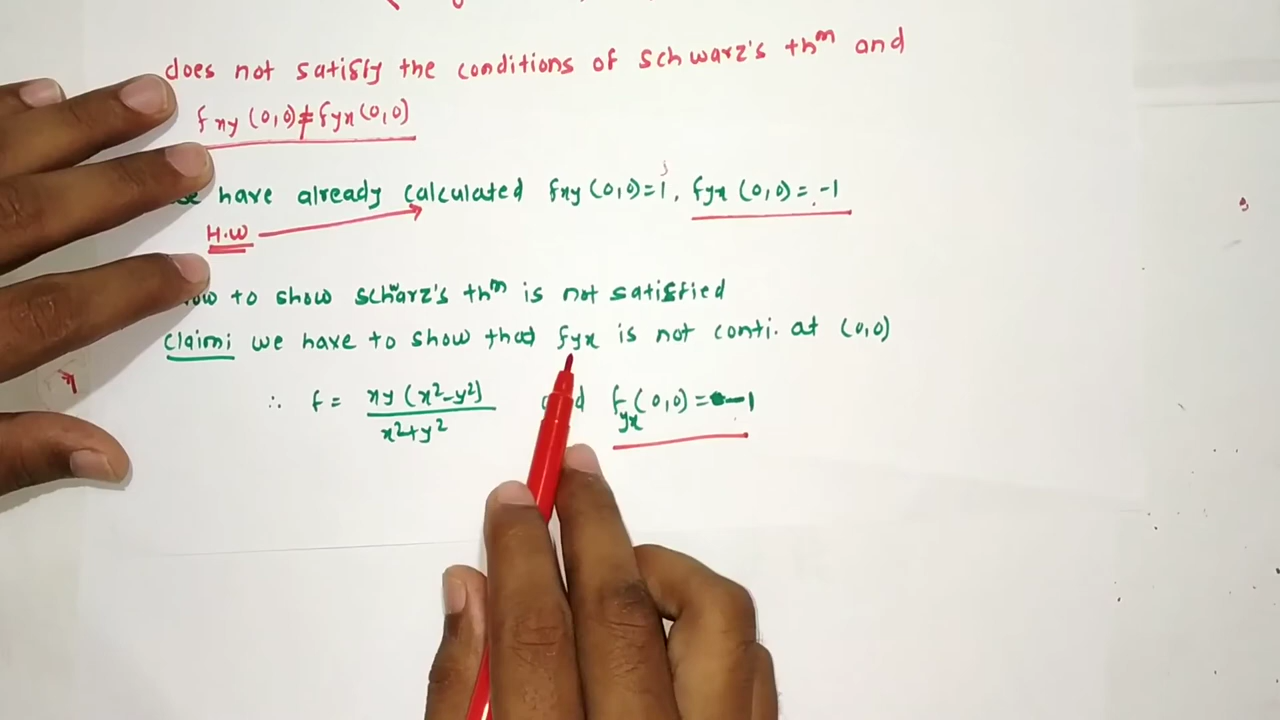 does not satisfy the conditions of schwarz's thm and
fxy (0,0) ≠ fyx (0,0)
have already calculated fxy (0,0) = 1, fyx (0,0) = -1
H.W
to show schwarz's thm is not satisfied
claim: we have to show that fyx is not conti. at (0,0)
∴ f = xy (x²-y²) / x²+y² fyx (0,0) = -1